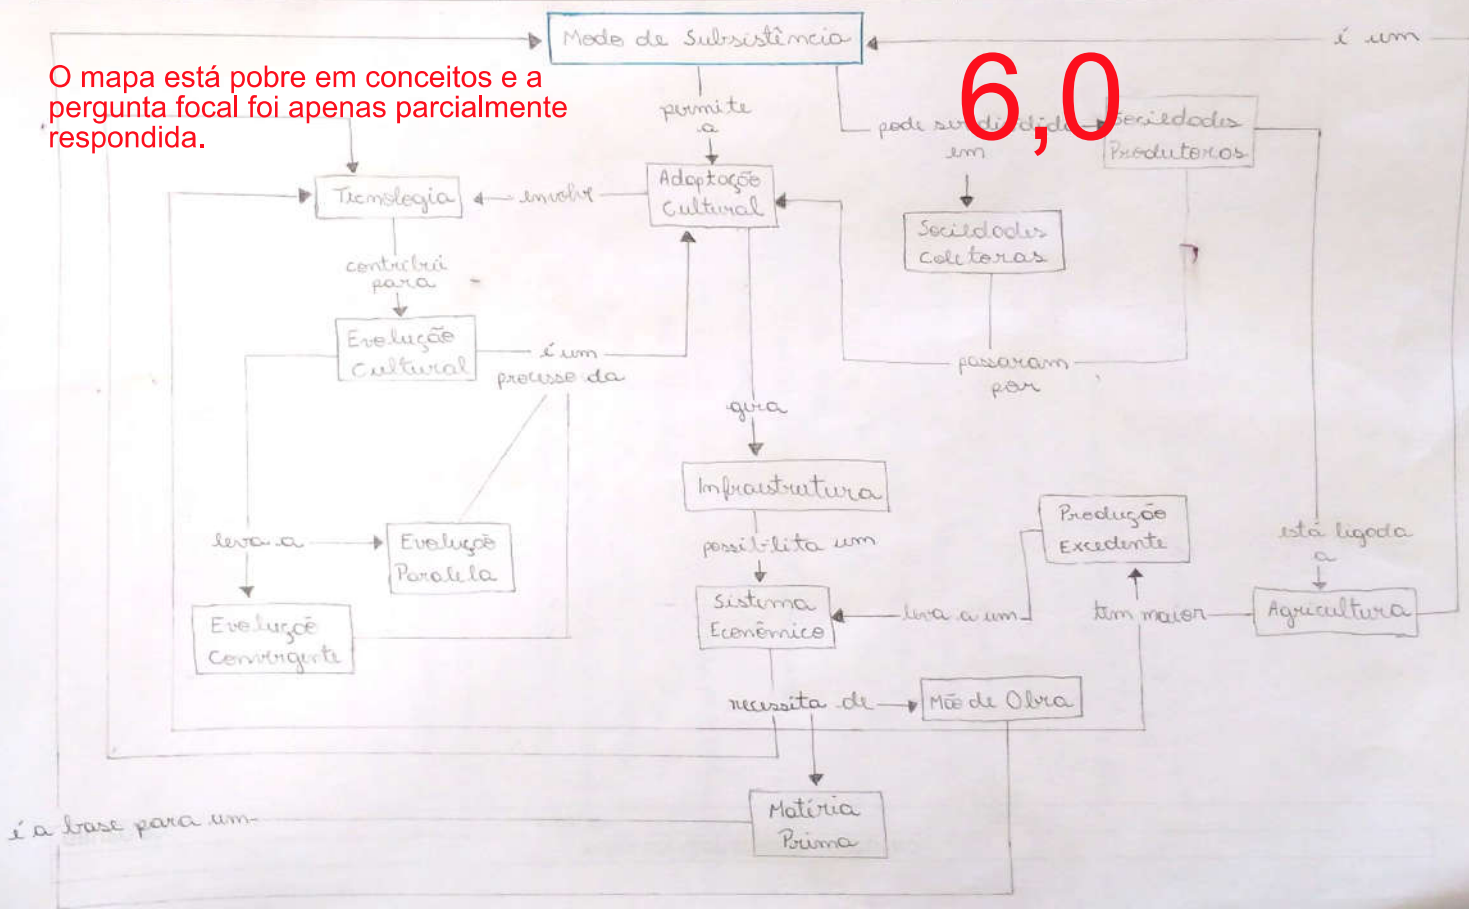 Modo de Subsistência
é um
O mapa está pobre em conceitos e a
pergunta focal foi apenas parcialmente
respondida.
6,0
permite
a
pode ser dividido
em
Sociedades
Produtoras
Tecnologia
envolve
Adaptação
Cultural
Sociedades
Coletoras
contribui
para
Evolução
Cultural
é um
processo da
passaram
por
gera
Infraestrutura
leva a
Evolução
Paralela
possibilita um
Produção
Excedente
está ligada
a
Evolução
Convergente
Sistema
Econômico
leva a um
tem maior
Agricultura
necessita de
Mão de Obra
é a base para um
Matéria
Prima